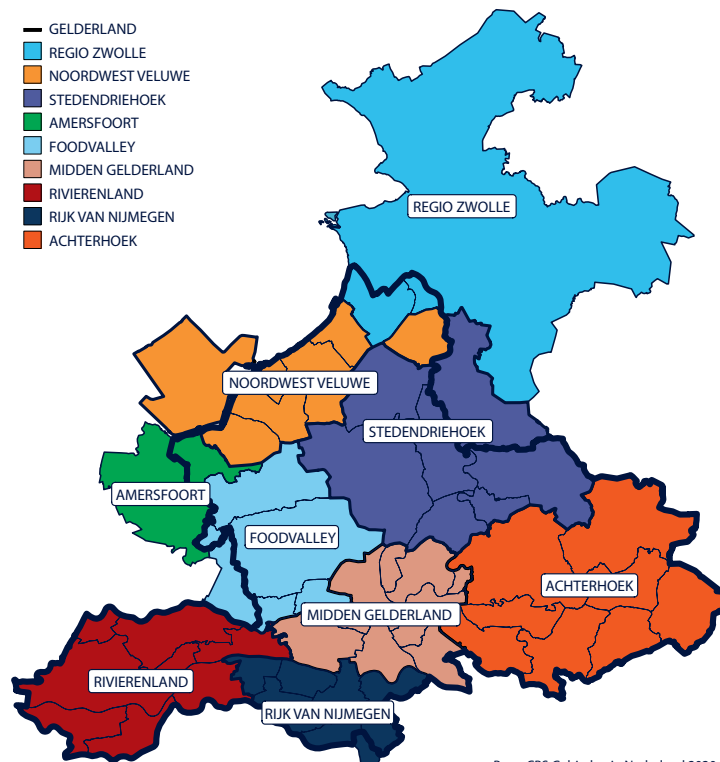 GELDERLAND
REGIO ZWOLLE
NOORDWEST VELUWE
STEDENDRIEHOEK
AMERSFOORT
FOODVALLEY
MIDDEN GELDERLAND
RIVIERENLAND
RIJK VAN NIJMEGEN
ACHTERHOEK
REGIO ZWOLLE
NOORDWEST VELUWE
STEDENDRIEHOEK
AMERSFOORT
FOODVALLEY
ACHTERHOEK
MIDDEN GELDERLAND
RIVIERENLAND
RIJK VAN NIJMEGEN